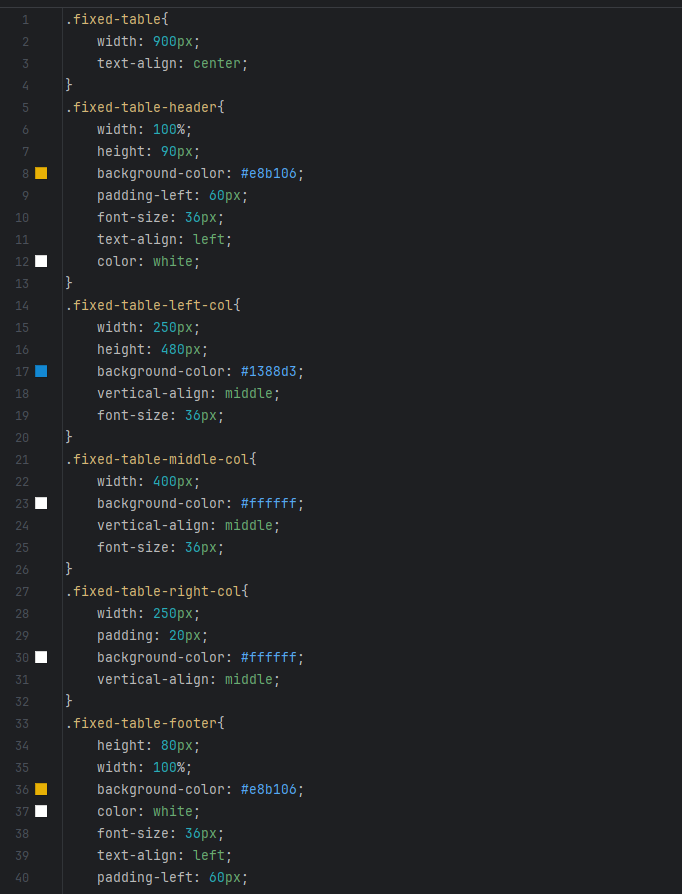 1 .fixed-table{
2     width: 900px;
3     text-align: center;
4 }
5 .fixed-table-header{
6     width: 100%;
7     height: 90px;
8     background-color: #e8b106;
9     padding-left: 60px;
10     font-size: 36px;
11     text-align: left;
12     color: white;
13 }
14 .fixed-table-left-col{
15     width: 250px;
16     height: 480px;
17     background-color: #1388d3;
18     vertical-align: middle;
19     font-size: 36px;
20 }
21 .fixed-table-middle-col{
22     width: 400px;
23     background-color: #ffffff;
24     vertical-align: middle;
25     font-size: 36px;
26 }
27 .fixed-table-right-col{
28     width: 250px;
29     padding: 20px;
30     background-color: #ffffff;
31     vertical-align: middle;
32 }
33 .fixed-table-footer{
34     height: 80px;
35     width: 100%;
36     background-color: #e8b106;
37     color: white;
38     font-size: 36px;
39     text-align: left;
40     padding-left: 60px;